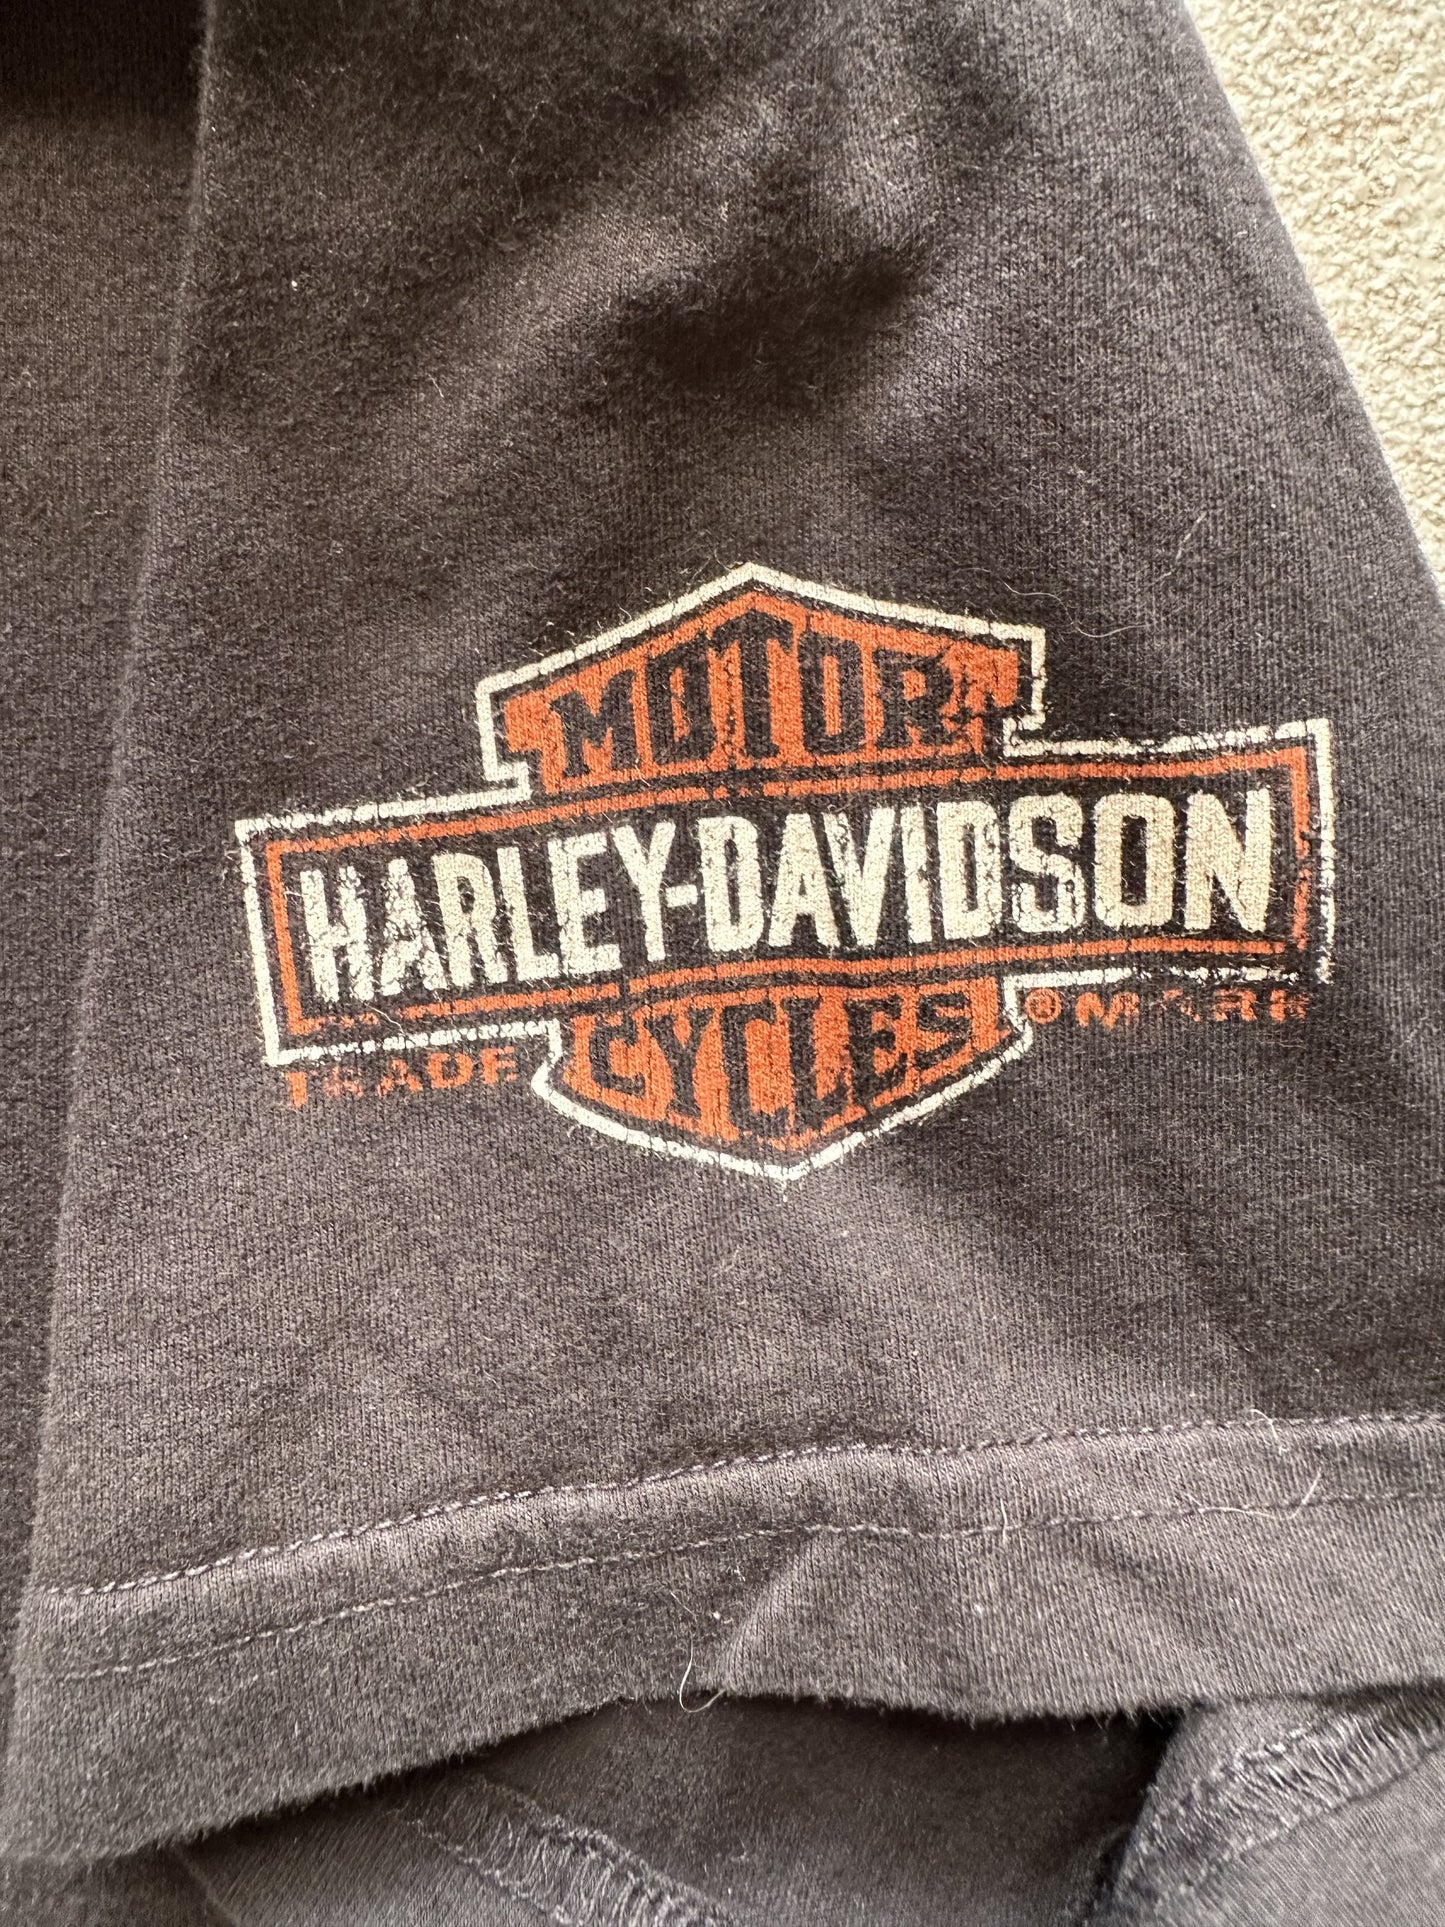 MOTOR
HARLEY-DAVIDSON
TRADE ® MARK
CYCLES